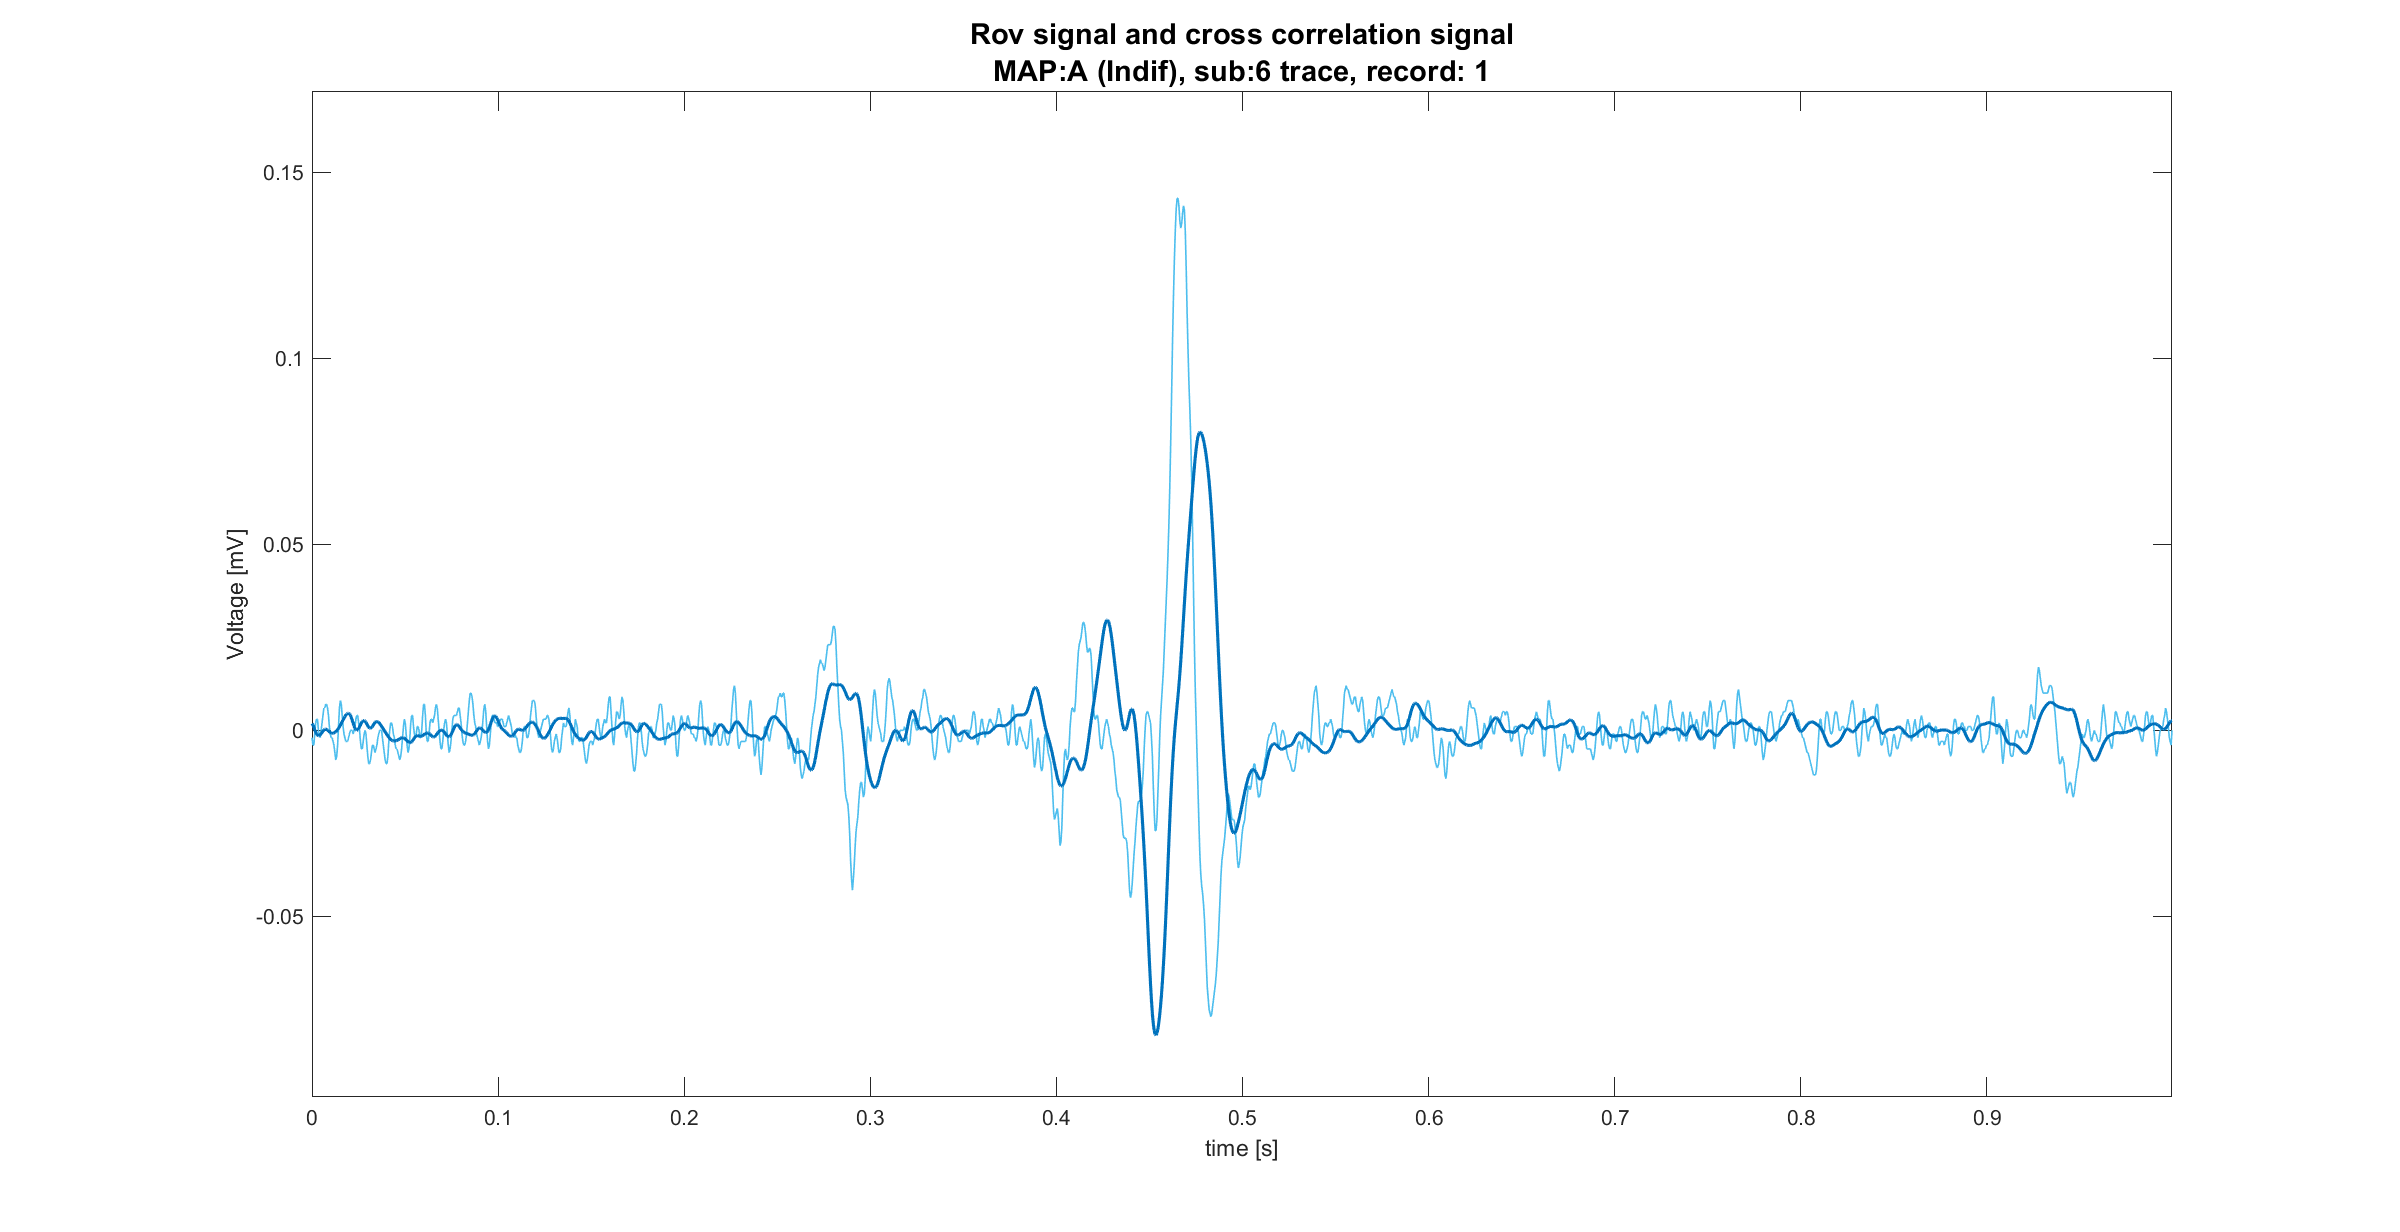 Rov signal and cross correlation signal
MAP:A (Indif), sub:6 trace, record: 1
Voltage [mV]
0.15
0.1
0.05
0
-0.05
0 0.1 0.2 0.3 0.4 0.5 0.6 0.7 0.8 0.9
time [s]